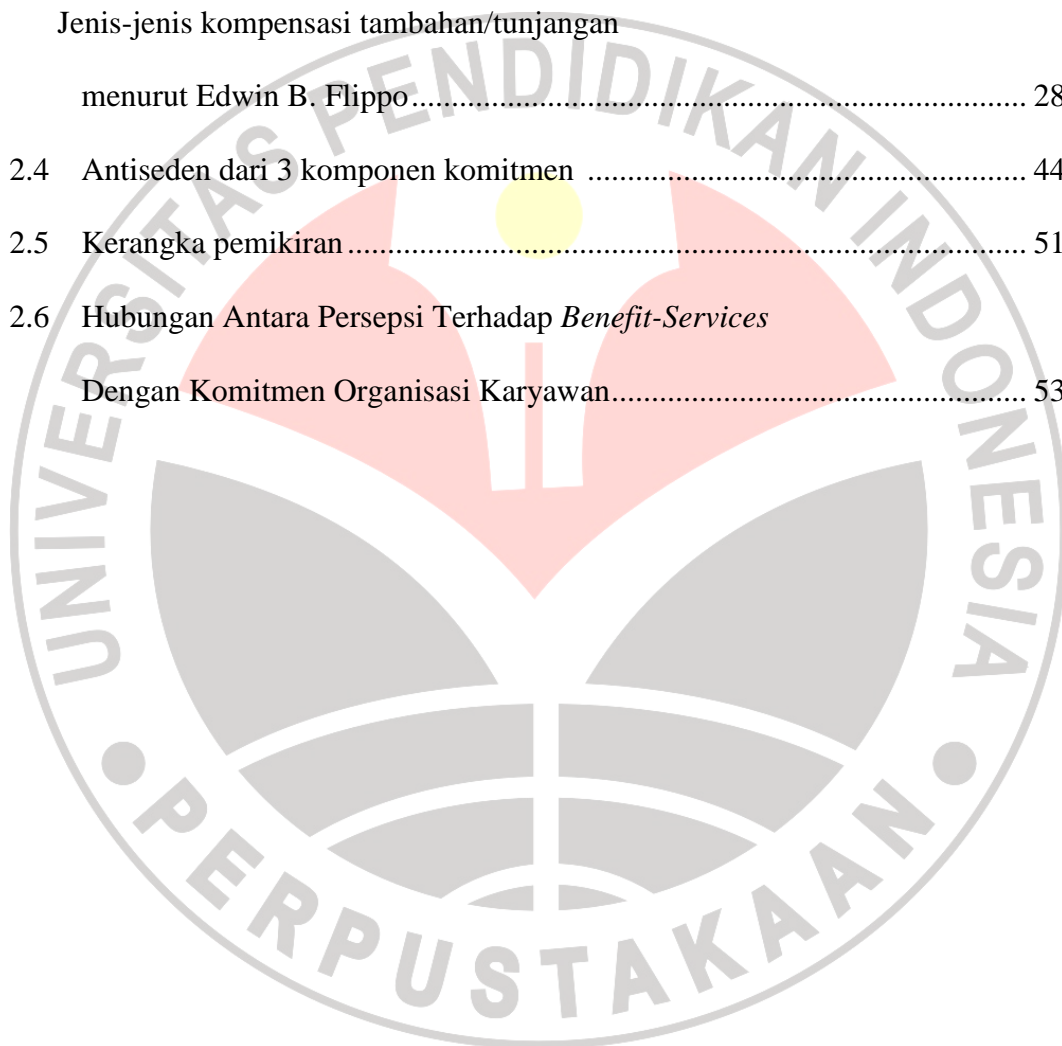 Jenis-jenis kompensasi tambahan/tunjangan
menurut Edwin B. Flippo............................................................................. 28
2.4 Antiseden dari 3 komponen komitmen ....................................................... 44
2.5 Kerangka pemikiran..................................................................................... 51
2.6 Hubungan Antara Persepsi Terhadap Benefit-Services
Dengan Komitmen Organisasi Karyawan.................................................... 53
UNIVERSITAS PENDIDIKAN INDONESIA
PERPUSTAKAAN